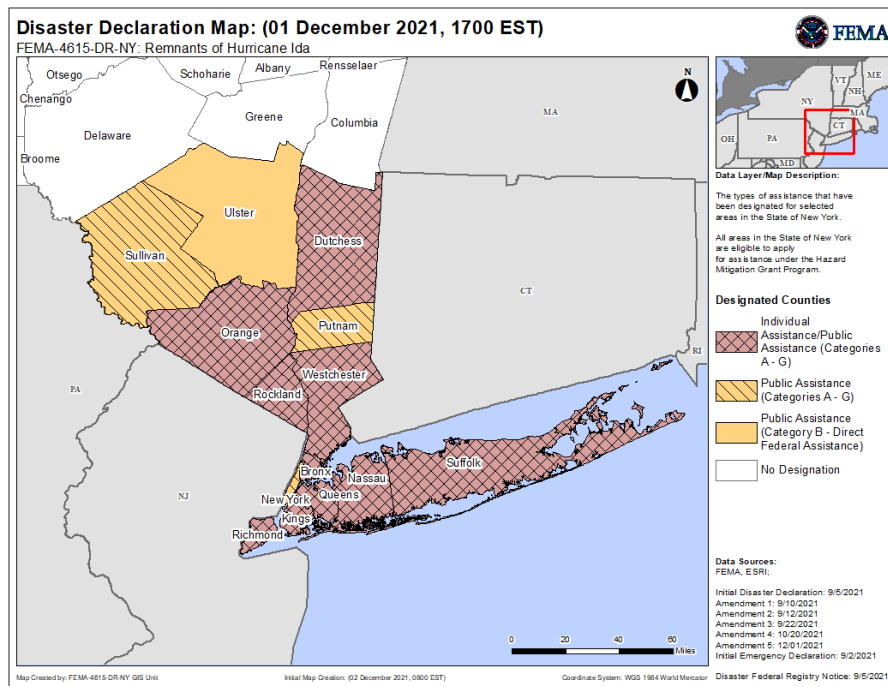 Disaster Declaration Map: (01 December 2021, 1700 EST)
FEMA-4615-DR-NY: Remnants of Hurricane Ida
FEMA
Otsego
Schoharie
Albany
Rensselaer
Chenango
Delaware
Greene
Columbia
Broome
N
MA
Ulster
Sullivan
Dutchess
CT
Orange
Putnam
RI
Rockland
Westchester
PA
NJ
Bronx
New York
Queens
Nassau
Suffolk
Kings
Richmond
0 20 40 60
Miles
VT
ME
NH
NY
MA
CT
PA
OH
MD
Data Layer/Map Description:
The types of assistance that have
been designated for selected
areas in the State of New York.
All areas in the State of New York
are eligible to apply
for assistance under the Hazard
Mitigation Grant Program.
Designated Counties
Individual
Assistance/Public
Assistance (Categories
A - G)
Public Assistance
(Categories A - G)
Public Assistance
(Category B - Direct
Federal Assistance)
No Designation
Data Sources:
FEMA, ESRI;
Initial Disaster Declaration: 9/5/2021
Amendment 1: 9/10/2021
Amendment 2: 9/12/2021
Amendment 3: 9/22/2021
Amendment 4: 10/20/2021
Amendment 5: 12/01/2021
Initial Emergency Declaration: 9/2/2021
Disaster Federal Registry Notice: 9/5/2021
Map Created by: FEMA-4615-DR-NY GIS Unit
Initial Map Creation: (02 December 2021, 0800 EST)
Coordinate System: WGS 1984 World Mercator